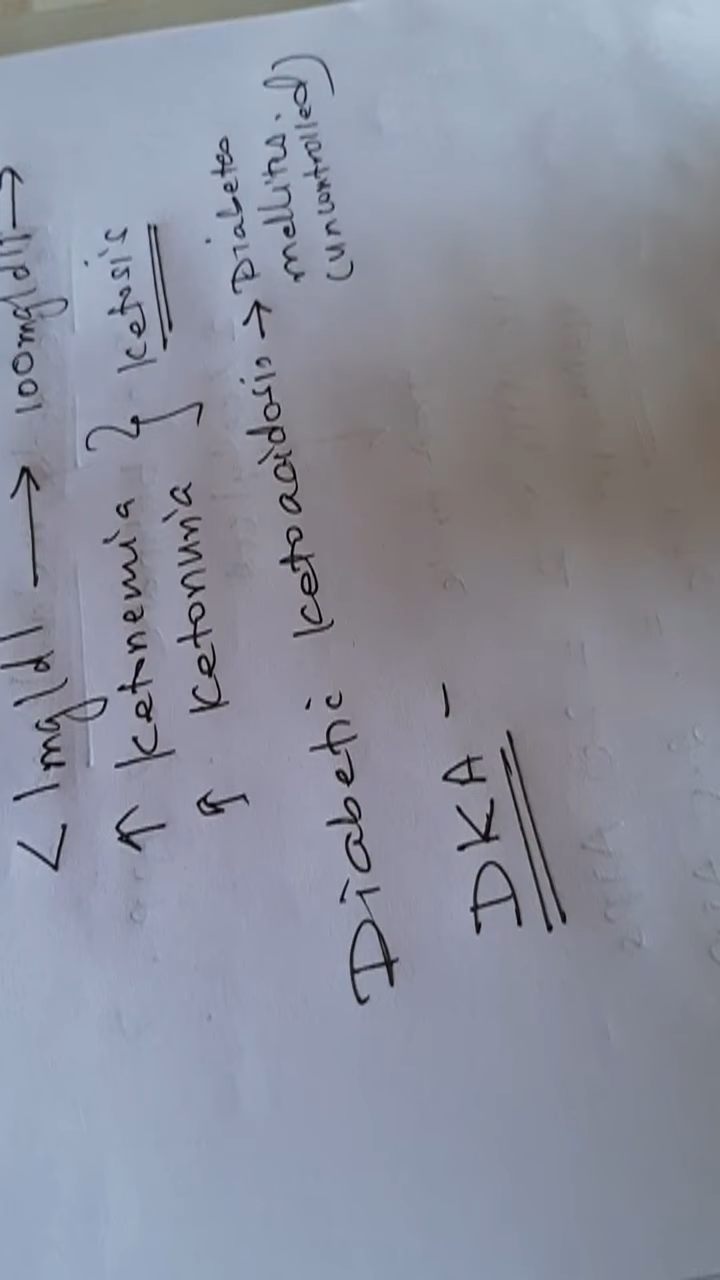 < 1mg/dl → 100mg/dl →
↑ Ketonemia } Ketosis
↑ Ketonuria
Diabetic Ketoacidosis → Diabetes
mellitus.
(uncontrolled)
DKA -